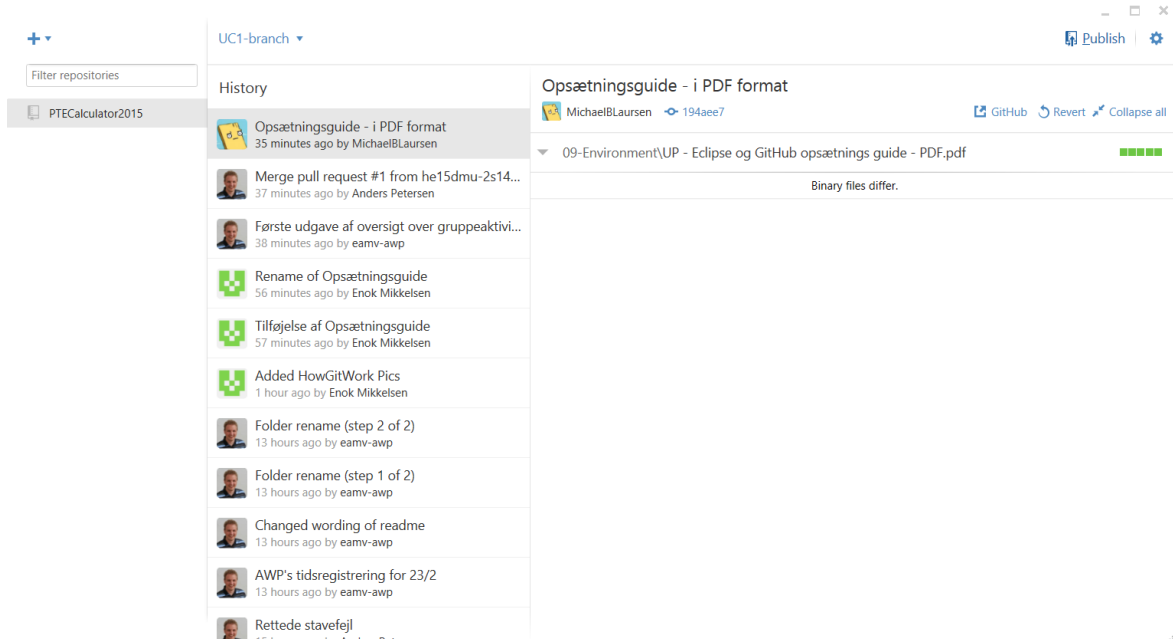 UC1-branch
Publish
Filter repositories
PTECalculator2015
History
Opsætningsguide - i PDF format
35 minutes ago by MichaelBLaursen
Merge pull request #1 from he15dmu-2s14...
37 minutes ago by Anders Petersen
Første udgave af oversigt over gruppeaktivi...
38 minutes ago by eamv-awp
Rename of Opsætningsguide
56 minutes ago by Enok Mikkelsen
Tilføjelse af Opsætningsguide
57 minutes ago by Enok Mikkelsen
Added HowGitWork Pics
1 hour ago by Enok Mikkelsen
Folder rename (step 2 of 2)
13 hours ago by eamv-awp
Folder rename (step 1 of 2)
13 hours ago by eamv-awp
Changed wording of readme
13 hours ago by eamv-awp
AWP's tidsregistrering for 23/2
13 hours ago by eamv-awp
Rettede stavefejl
Opsætningsguide - i PDF format
MichaelBLaursen 194aee7
GitHub Revert Collapse all
09-Environment\UP - Eclipse og GitHub opsætnings guide - PDF.pdf
Binary files differ.